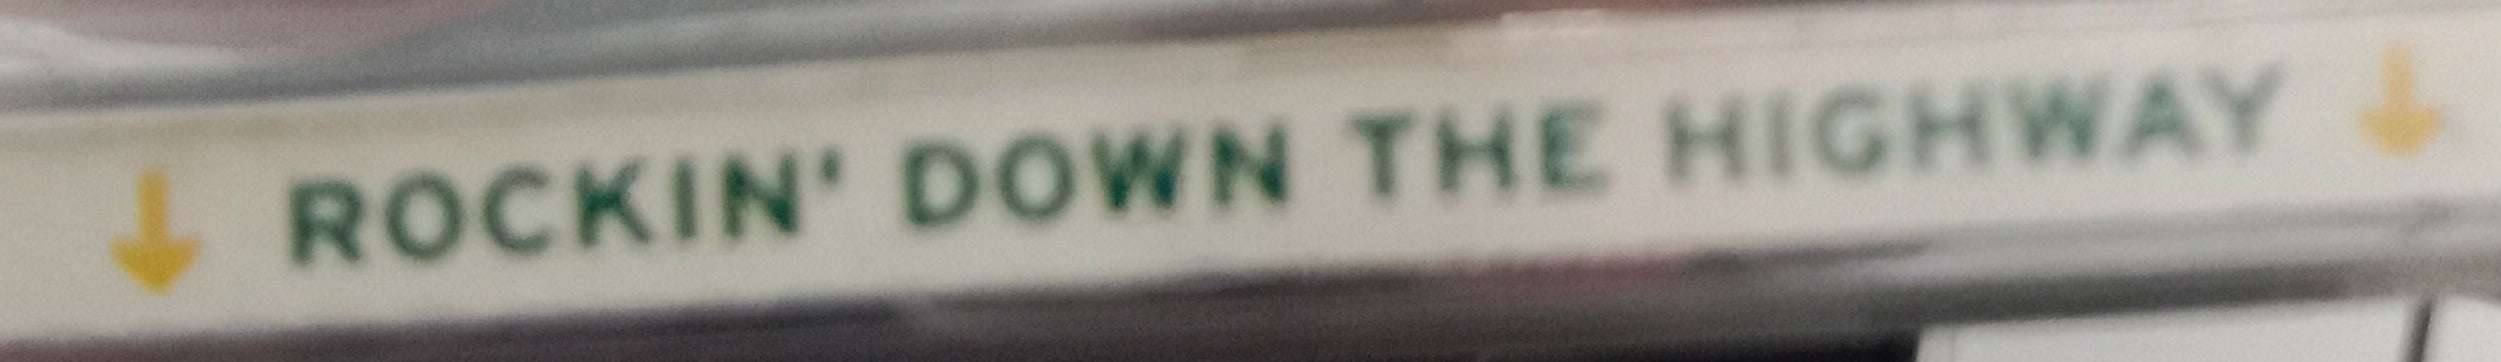 ROCKIN' DOWN THE HIGHWAY